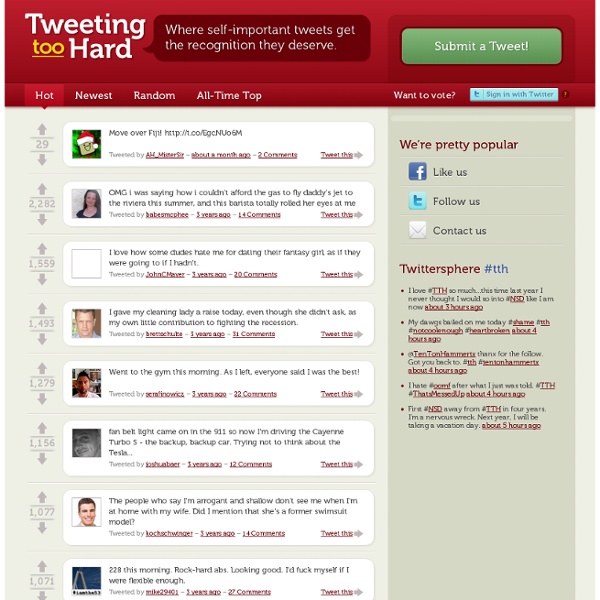 Tweeting
too Hard
Where self-important tweets get
the recognition they deserve.
Submit a Tweet!
Hot Newest Random All-Time Top Want to vote? Sign in with Twitter
29
Move over Fiji! http://t.co/EgcNUo6M
Tweeted by AH_MisterSir – about a month ago – 2 Comments Tweet this
2,282
OMG i was saying how i couldn't afford the gas to fly daddy's jet to
the riviera this summer, and this barista totally rolled her eyes at me
Tweeted by babesmcphee – 3 years ago – 14 Comments Tweet this
1,559
I love how some dudes hate me for dating their fantasy girl, as if they
were going to if I hadn't.
Tweeted by JohnCMayer – 3 years ago – 20 Comments Tweet this
1,493
I gave my cleaning lady a raise today, even though she didn't ask, as
my own little contribution to fighting the recession.
Tweeted by brettschulte – 3 years ago – 31 Comments Tweet this
1,279
Went to the gym this morning. As I left, everyone said I was the best!
Tweeted by serafinowicz – 3 years ago – 22 Comments Tweet this
1,156
fan belt light came on in the 911 so now I'm driving the Cayenne
Turbo S - the backup, backup car. Trying not to think about the
Tesla...
Tweeted by joshuabaer – 3 years ago – 12 Comments Tweet this
1,077
The people who say I'm arrogant and shallow don't see me when I'm
at home with my wife. Did I mention that she's a former swimsuit
model?
Tweeted by kochschwinger – 3 years ago – 14 Comments Tweet this
1,071
228 this morning. Rock-hard abs. Looking good. I'd fuck myself if I
were flexible enough.
Tweeted by mike29401 – 3 years ago – 27 Comments Tweet this
We're pretty popular
Like us
Follow us
Contact us
Twittersphere #tth
I love #TTH so much...this time last year I
never thought I would so into #NSD like I am
now about 3 hours ago
My dawgs bailed on me today #shame #tth
#notcoolenough #heartbroken about 4
hours ago
@TenTonHammertx thanx for the follow.
Got you back. #tth #tentonhammertx
about 4 hours ago
I hate #oomf after what I just was told. #TTH
#ThatsMessedUp about 4 hours ago
First #NSD away from #TTH in four years.
I'm a nervous wreck. Next year, I will be
taking a vacation day. about 5 hours ago